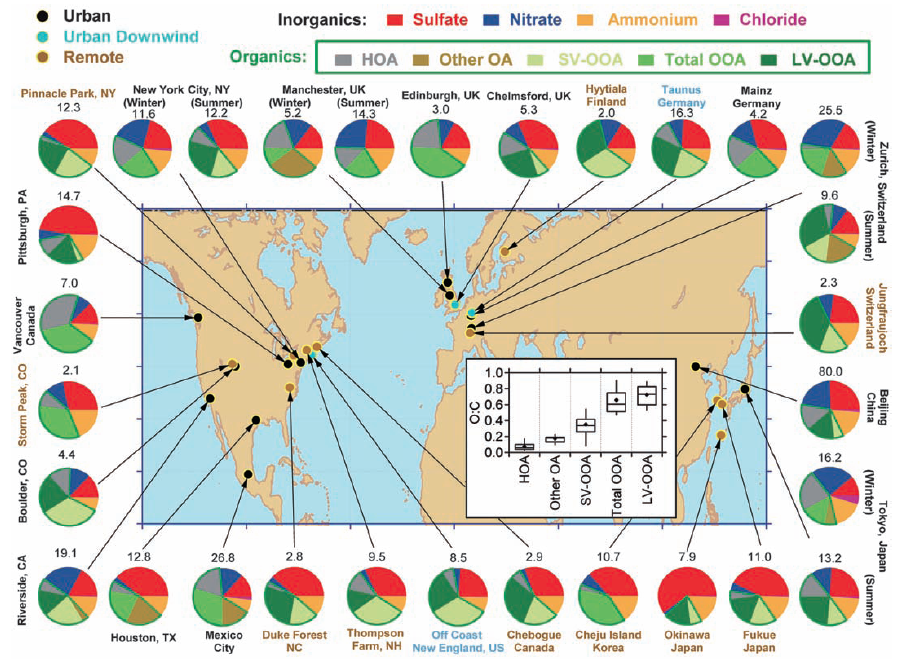 Urban
Urban Downwind
Remote
Inorganics: Sulfate Nitrate Ammonium Chloride
Organics: HOA Other OA SV-OOA Total OOA LV-OOA
Pinnacle Park, NY
12.3
New York City, NY
(Winter) (Summer)
11.6 12.2
Manchester, UK
(Winter) (Summer)
5.2 14.3
Edinburgh, UK
3.0
Chelmsford, UK
5.3
Hyytiala
Finland
2.0
Taunus
Germany
16.3
Mainz
Germany
4.2
25.5
Zurich, Switzerland
(Winter) (Summer)
9.6
Pittsburgh, PA
14.7
Vancouver
Canada
7.0
Jungfraujoch
Switzerland
2.3
Storm Peak, CO
2.1
Beijing
China
80.0
Boulder, CO
4.4
Tokyo, Japan
(Winter) (Summer)
16.2
13.2
O:C
1.0
0.8
0.6
0.4
0.2
0.0
HOA
Other OA
SV-OOA
Total OOA
LV-OOA
Riverside, CA
19.1
12.8
Houston, TX
26.8
Mexico
City
2.8
Duke Forest
NC
9.5
Thompson
Farm, NH
8.5
Off Coast
New England, US
2.9
Chebogue
Canada
10.7
Cheju Island
Korea
7.9
Okinawa
Japan
11.0
Fukue
Japan